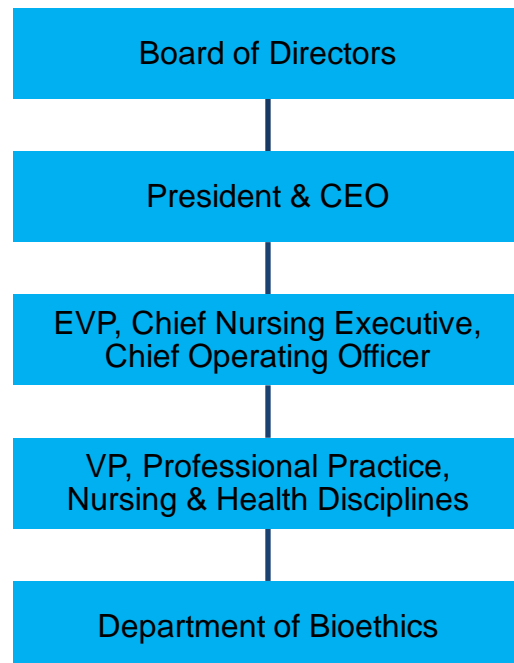 Board of Directors
President & CEO
EVP, Chief Nursing Executive,
Chief Operating Officer
VP, Professional Practice,
Nursing & Health Disciplines
Department of Bioethics